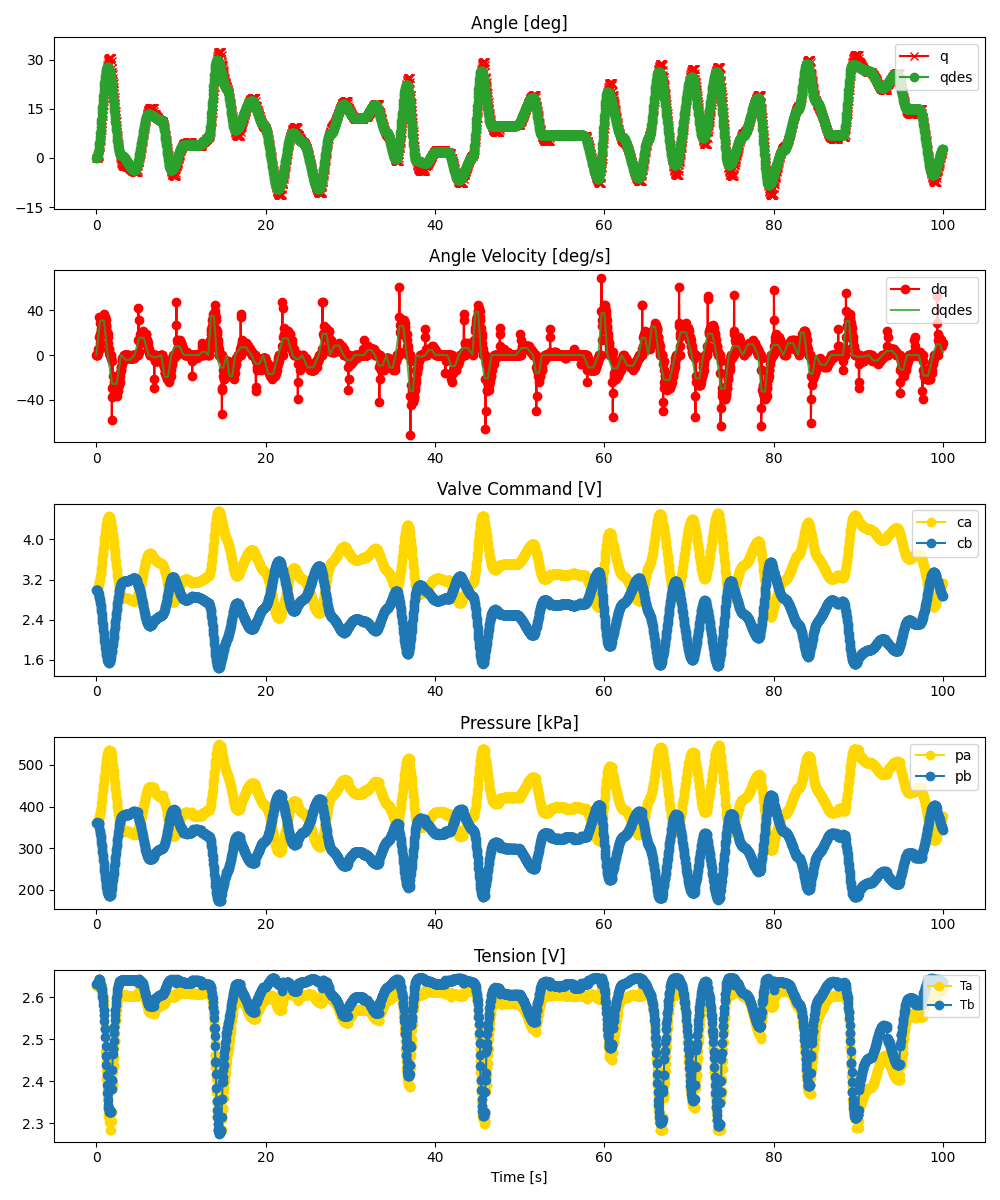 Angle [deg]
30
15
0
−15
q
qdes
0 20 40 60 80 100
Angle Velocity [deg/s]
40
0
−40
dq
dqdes
0 20 40 60 80 100
Valve Command [V]
4.0
3.2
2.4
1.6
ca
cb
0 20 40 60 80 100
Pressure [kPa]
500
400
300
200
pa
pb
0 20 40 60 80 100
Tension [V]
2.6
2.5
2.4
2.3
Ta
Tb
0 20 40 60 80 100
Time [s]